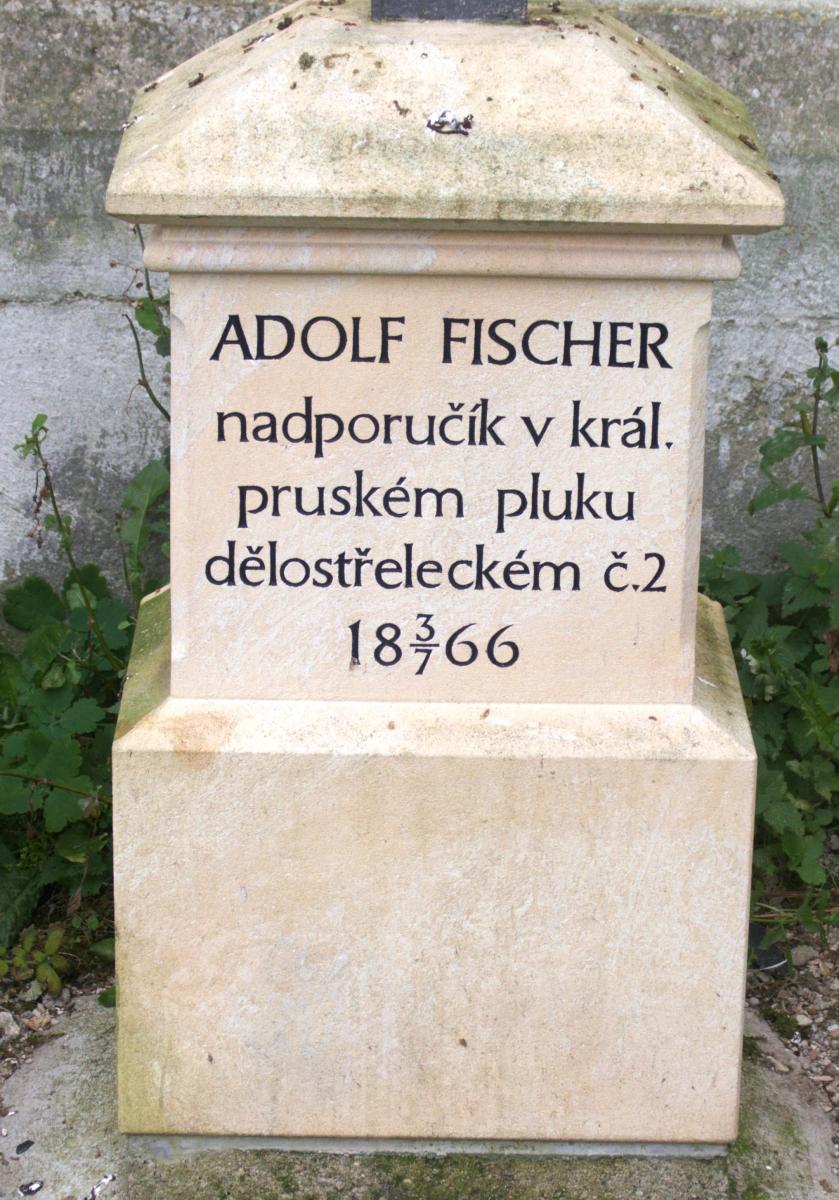 ADOLF FISCHER
nadporučík v král.
pruském pluku
dělostřeleckém č.2
18 3/7 66